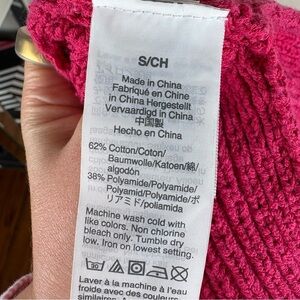 S/CH
Made in China
Fabriqué en Chine
in China Hergestellt
Vervaardigd in China
中国製
Hecho en China
62% Cotton/Coton/
Baumwolle/Katoen/綿/
algodón
38% Polyamide/Polyamide/
Polyamid/Polyamide/ポ
リアミド/poliamida
Machine wash cold with
like colors. Non chlorine
bleach only. Tumble dry
low. Iron on lowest setting.
30
Laver à la machine à l'eau
froide avec des couleurs